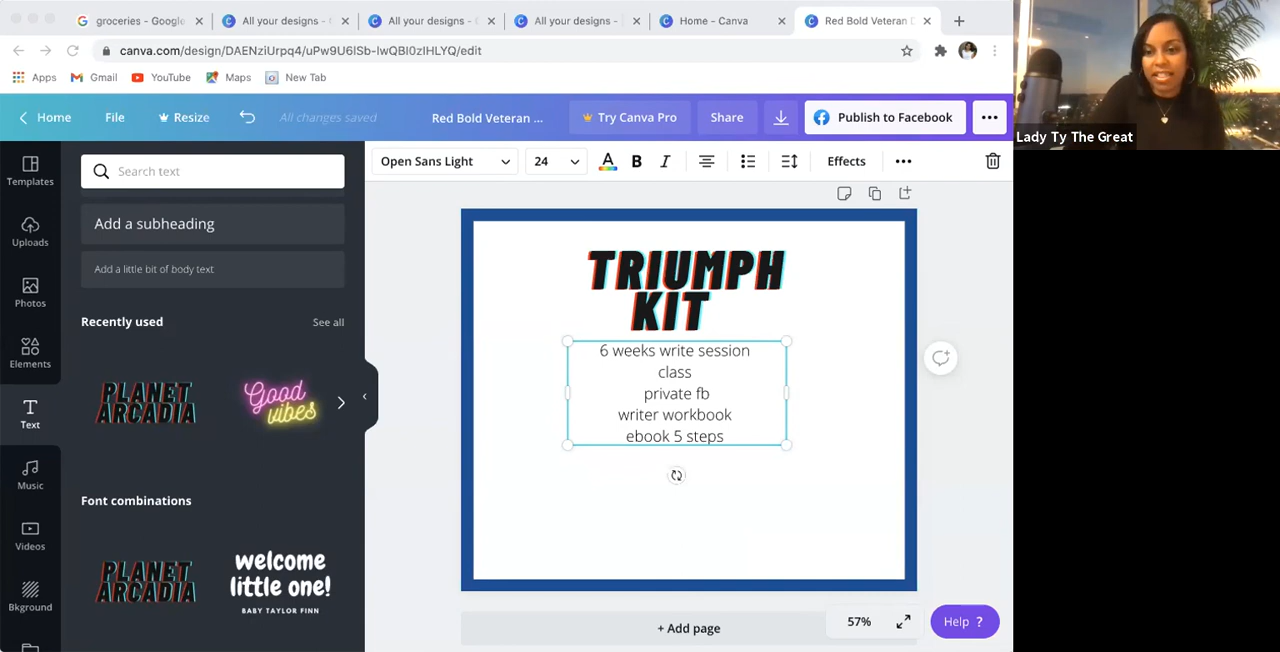 groceries - Google
All your designs - C
All your designs - C
All your designs -
Home - Canva
Red Bold Veteran D
canva.com/design/DAENziUrpq4/uPw9U6lSb-IwQBI0zIHLYQ/edit
Apps
Gmail
YouTube
Maps
New Tab
Home
File
Resize
All changes saved
Red Bold Veteran ...
Try Canva Pro
Share
Publish to Facebook
Lady Ty The Great
Templates
Uploads
Photos
Elements
Text
Music
Videos
Bkground
Search text
Add a subheading
Add a little bit of body text
Recently used
See all
PLANET
ARCADIA
Good
vibes
Font combinations
PLANET
ARCADIA
welcome
little one!
BABY TAYLOR FINN
Open Sans Light
24
A
B
I
Effects
TRIUMPH
KIT
6 weeks write session
class
private fb
writer workbook
ebook 5 steps
+ Add page
57%
Help ?